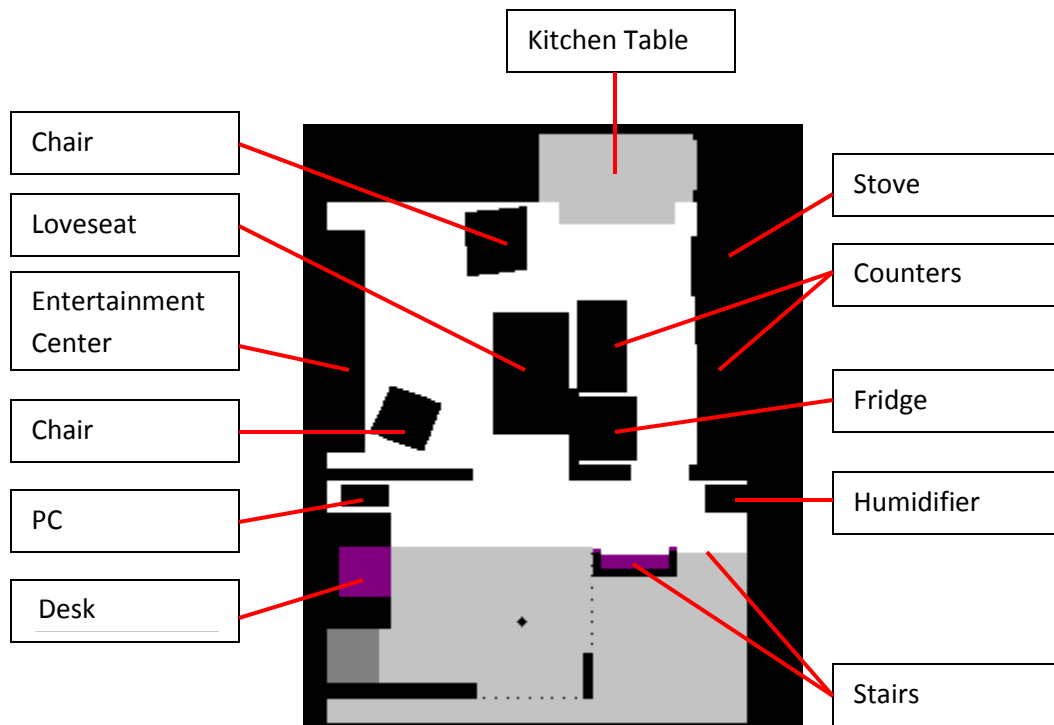 Kitchen Table
Chair
Loveseat
Entertainment
Center
Chair
PC
Desk
Stove
Counters
Fridge
Humidifier
Stairs